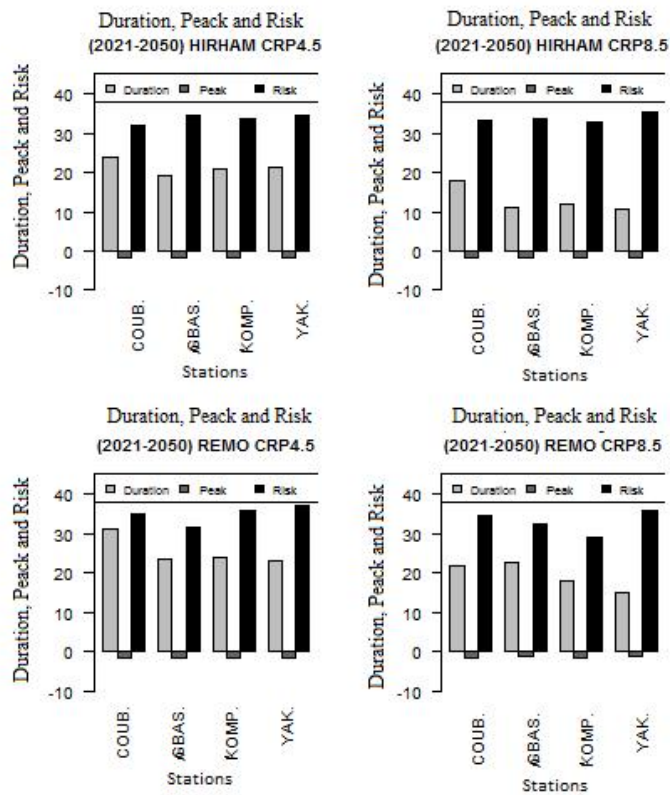 Duration, Peack and Risk
(2021-2050) HIRHAM CRP4.5
Duration, Peack and Risk
40
30
20
10
0
-10
Duration Peak Risk
COUB.
AGBAS.
KOMP.
YAK.
Stations
Duration, Peack and Risk
(2021-2050) HIRHAM CRP8.5
Duration, Peack and Risk
40
30
20
10
0
-10
Duration Peak Risk
COUB.
AGBAS.
KOMP.
YAK.
Stations
Duration, Peack and Risk
(2021-2050) REMO CRP4.5
Duration, Peack and Risk
40
30
20
10
0
-10
Duration Peak Risk
COUB.
AGBAS.
KOMP.
YAK.
Stations
Duration, Peack and Risk
(2021-2050) REMO CRP8.5
Duration, Peack and Risk
40
30
20
10
0
-10
Duration Peak Risk
COUB.
AGBAS.
KOMP.
YAK.
Stations